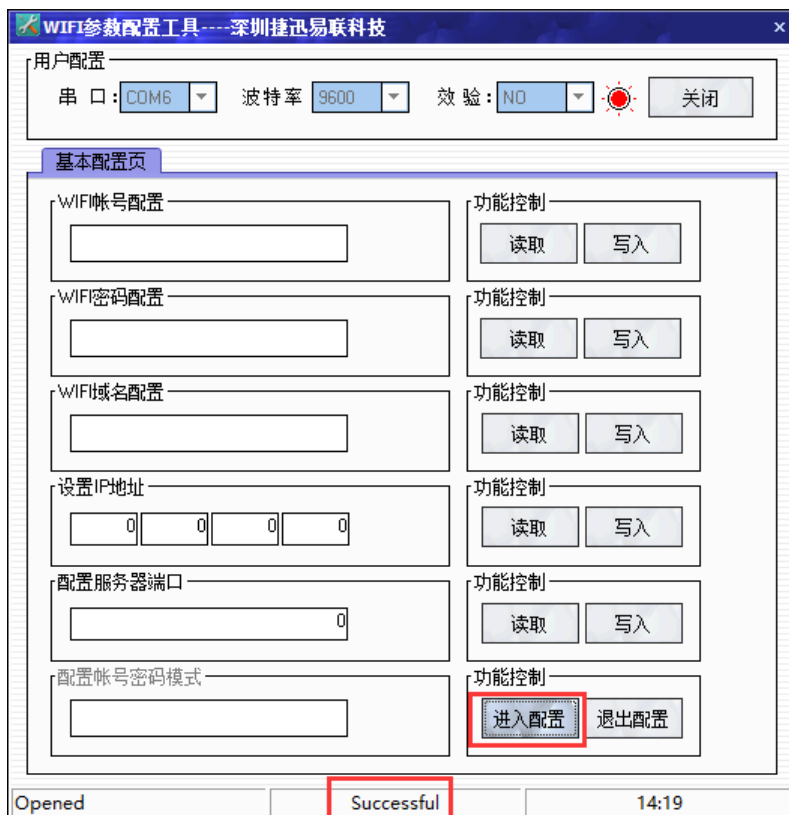 WIFI参数配置工具----深圳捷迅易联科技 ×
用户配置
串 口: COM6 波特率 9600 效 验: NO 关闭
基本配置页
WIFI帐号配置 功能控制
读取 写入
WIFI密码配置 功能控制
读取 写入
WIFI域名配置 功能控制
读取 写入
设置IP地址 功能控制
0 0 0 0 读取 写入
配置服务器端口 功能控制
0 读取 写入
配置帐号密码模式 功能控制
进入配置 退出配置
Opened Successful 14:19